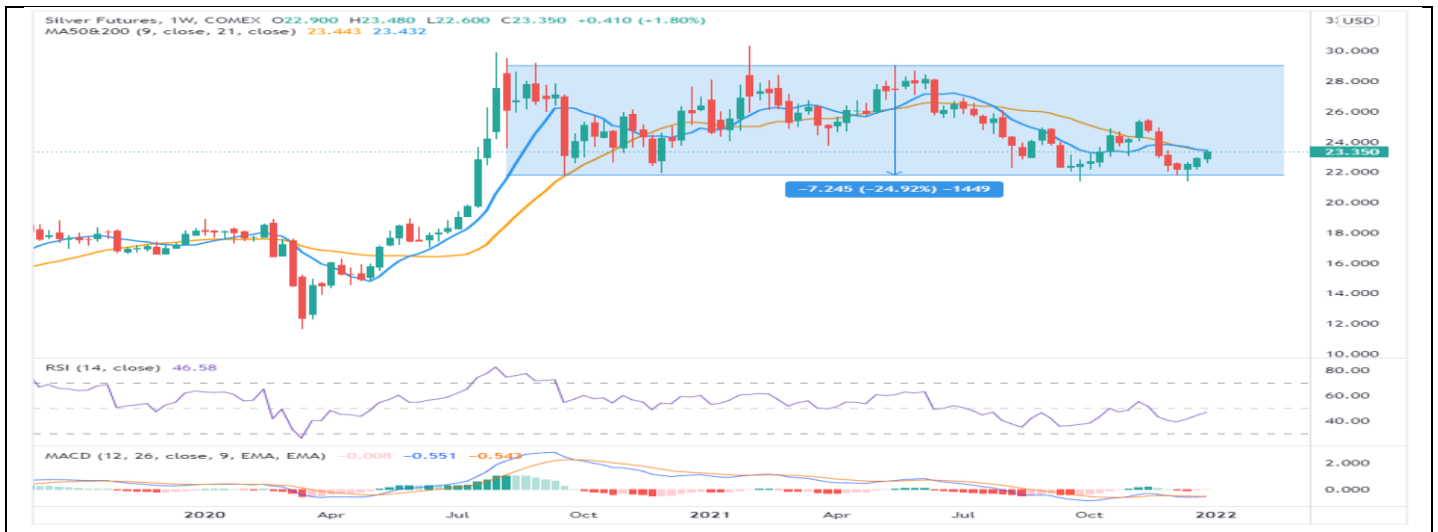 Silver Futures, 1W, COMEX O22.900 H23.480 L22.600 C23.350 +0.410 (+1.80%)
MA50&200 (9, close, 21, close) 23.443 23.432
USD
30.000
28.000
26.000
24.000
23.350
22.000
20.000
18.000
16.000
14.000
12.000
10.000
−7.245 (−24.92%) −1449
RSI (14, close) 46.58
80.00
60.00
40.00
MACD (12, 26, close, 9, EMA, EMA) −0.008 −0.551 −0.543
2.000
0.000
2020 Apr Jul Oct 2021 Apr Jul Oct 2022